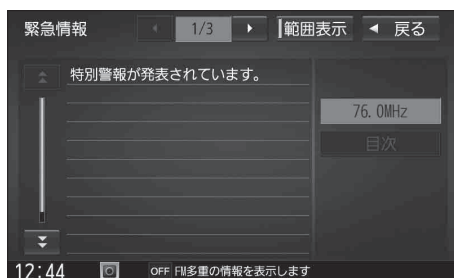 緊急情報 1/3 範囲表示 戻る
特別警報が発表されています。
76.0MHz
目次
12:44 OFF FM多重の情報を表示します